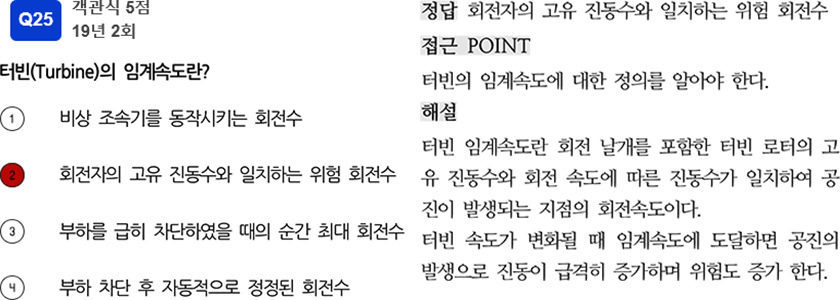 Q25
객관식 5점
19년 2회
터빈(Turbine)의 임계속도란?
1 비상 조속기를 동작시키는 회전수
2 회전자의 고유 진동수와 일치하는 위험 회전수
3 부하를 급히 차단하였을 때의 순간 최대 회전수
4 부하 차단 후 자동적으로 정정된 회전수
정답 회전자의 고유 진동수와 일치하는 위험 회전수
접근 POINT
터빈의 임계속도에 대한 정의를 알아야 한다.
해설
터빈 임계속도란 회전 날개를 포함한 터빈 로터의 고
유 진동수와 회전 속도에 따른 진동수가 일치하여 공
진이 발생되는 지점의 회전속도이다.
터빈 속도가 변화될 때 임계속도에 도달하면 공진의
발생으로 진동이 급격히 증가하며 위험도 증가 한다.